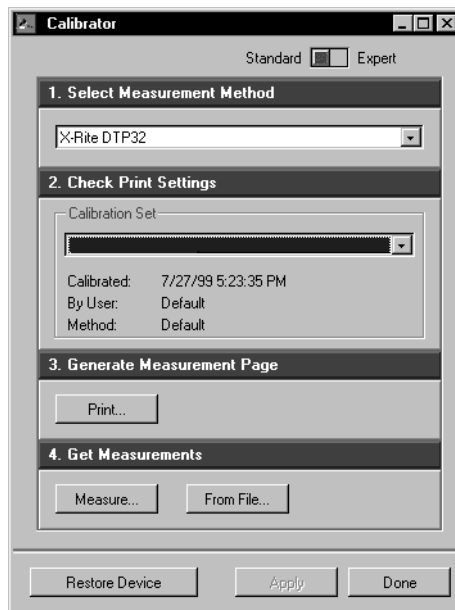 Calibrator
Standard Expert
1. Select Measurement Method
X-Rite DTP32
2. Check Print Settings
Calibration Set
Calibrated: 7/27/99 5:23:35 PM
By User: Default
Method: Default
3. Generate Measurement Page
Print...
4. Get Measurements
Measure... From File...
Restore Device Apply Done